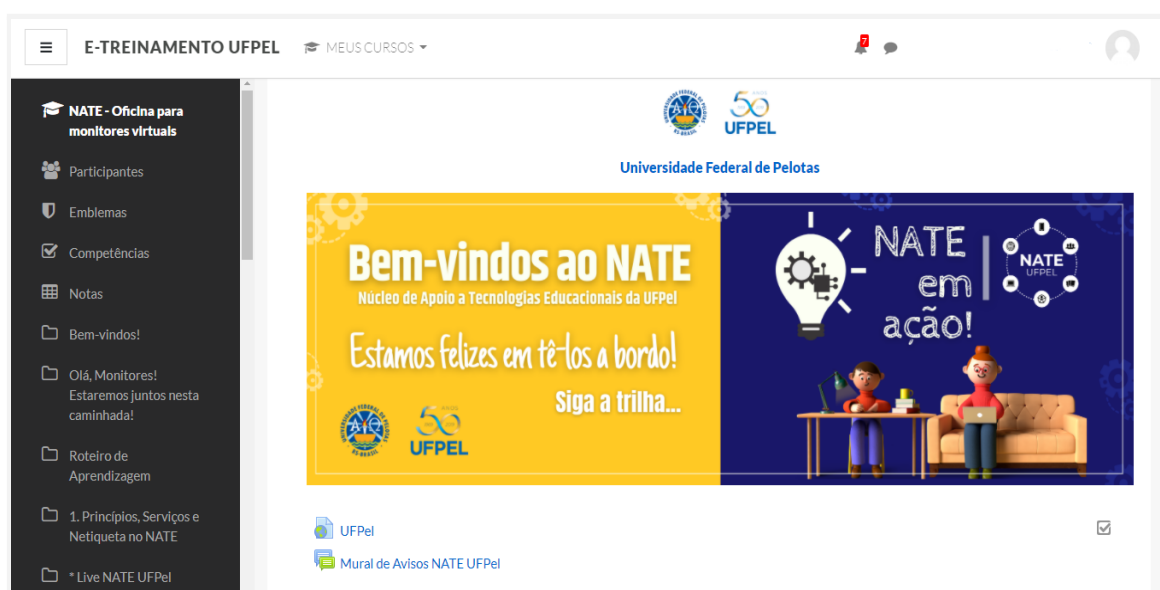 E-TREINAMENTO UFPEL
MEUS CURSOS
7
NATE - Oficina para
monitores virtuais
Participantes
Emblemas
Competências
Notas
Bem-vindos!
Olá, Monitores!
Estaremos juntos nesta
caminhada!
Roteiro de
Aprendizagem
1. Princípios, Serviços e
Netiqueta no NATE
* Live NATE UFPel
50 ANOS
UFPEL
Universidade Federal de Pelotas
Bem-vindos ao NATE
Núcleo de Apoio a Tecnologias Educacionais da UFPel
Estamos felizes em tê-los a bordo!
Siga a trilha...
50 ANOS
UFPEL
NATE
em
ação!
NATE
UFPEL
UFPel
Mural de Avisos NATE UFPel